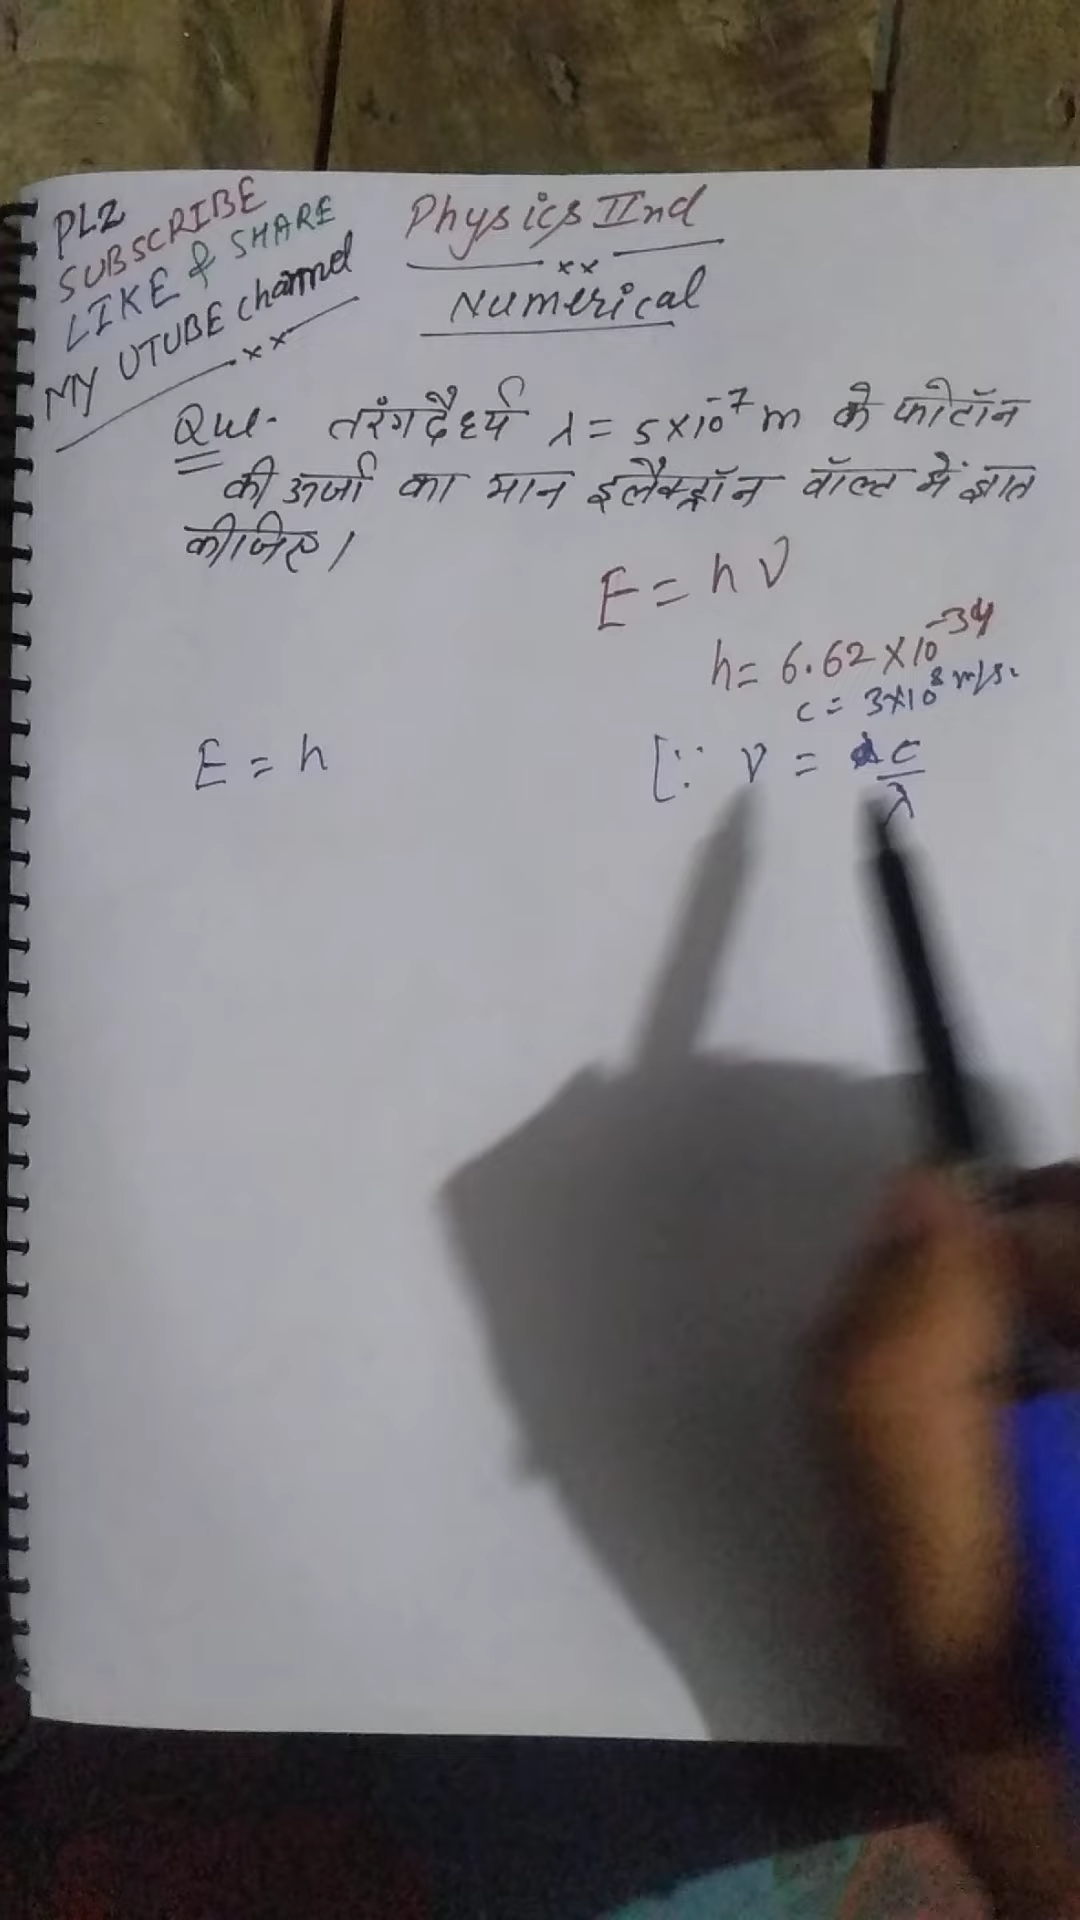 PLZ
SUBSCRIBE
LIKE & SHARE
MY UTUBE channel
Physics IInd
Numerical
Que. तरंगदैर्ध्य λ = 5×10⁻⁷ m के फोटॉन
की ऊर्जा का मान इलैक्ट्रॉन वॉल्ट में ज्ञात
कीजिए।
E = hν
h = 6.62×10⁻³⁴
c = 3×10⁸ m/s.
E = h [∵ ν = c/λ